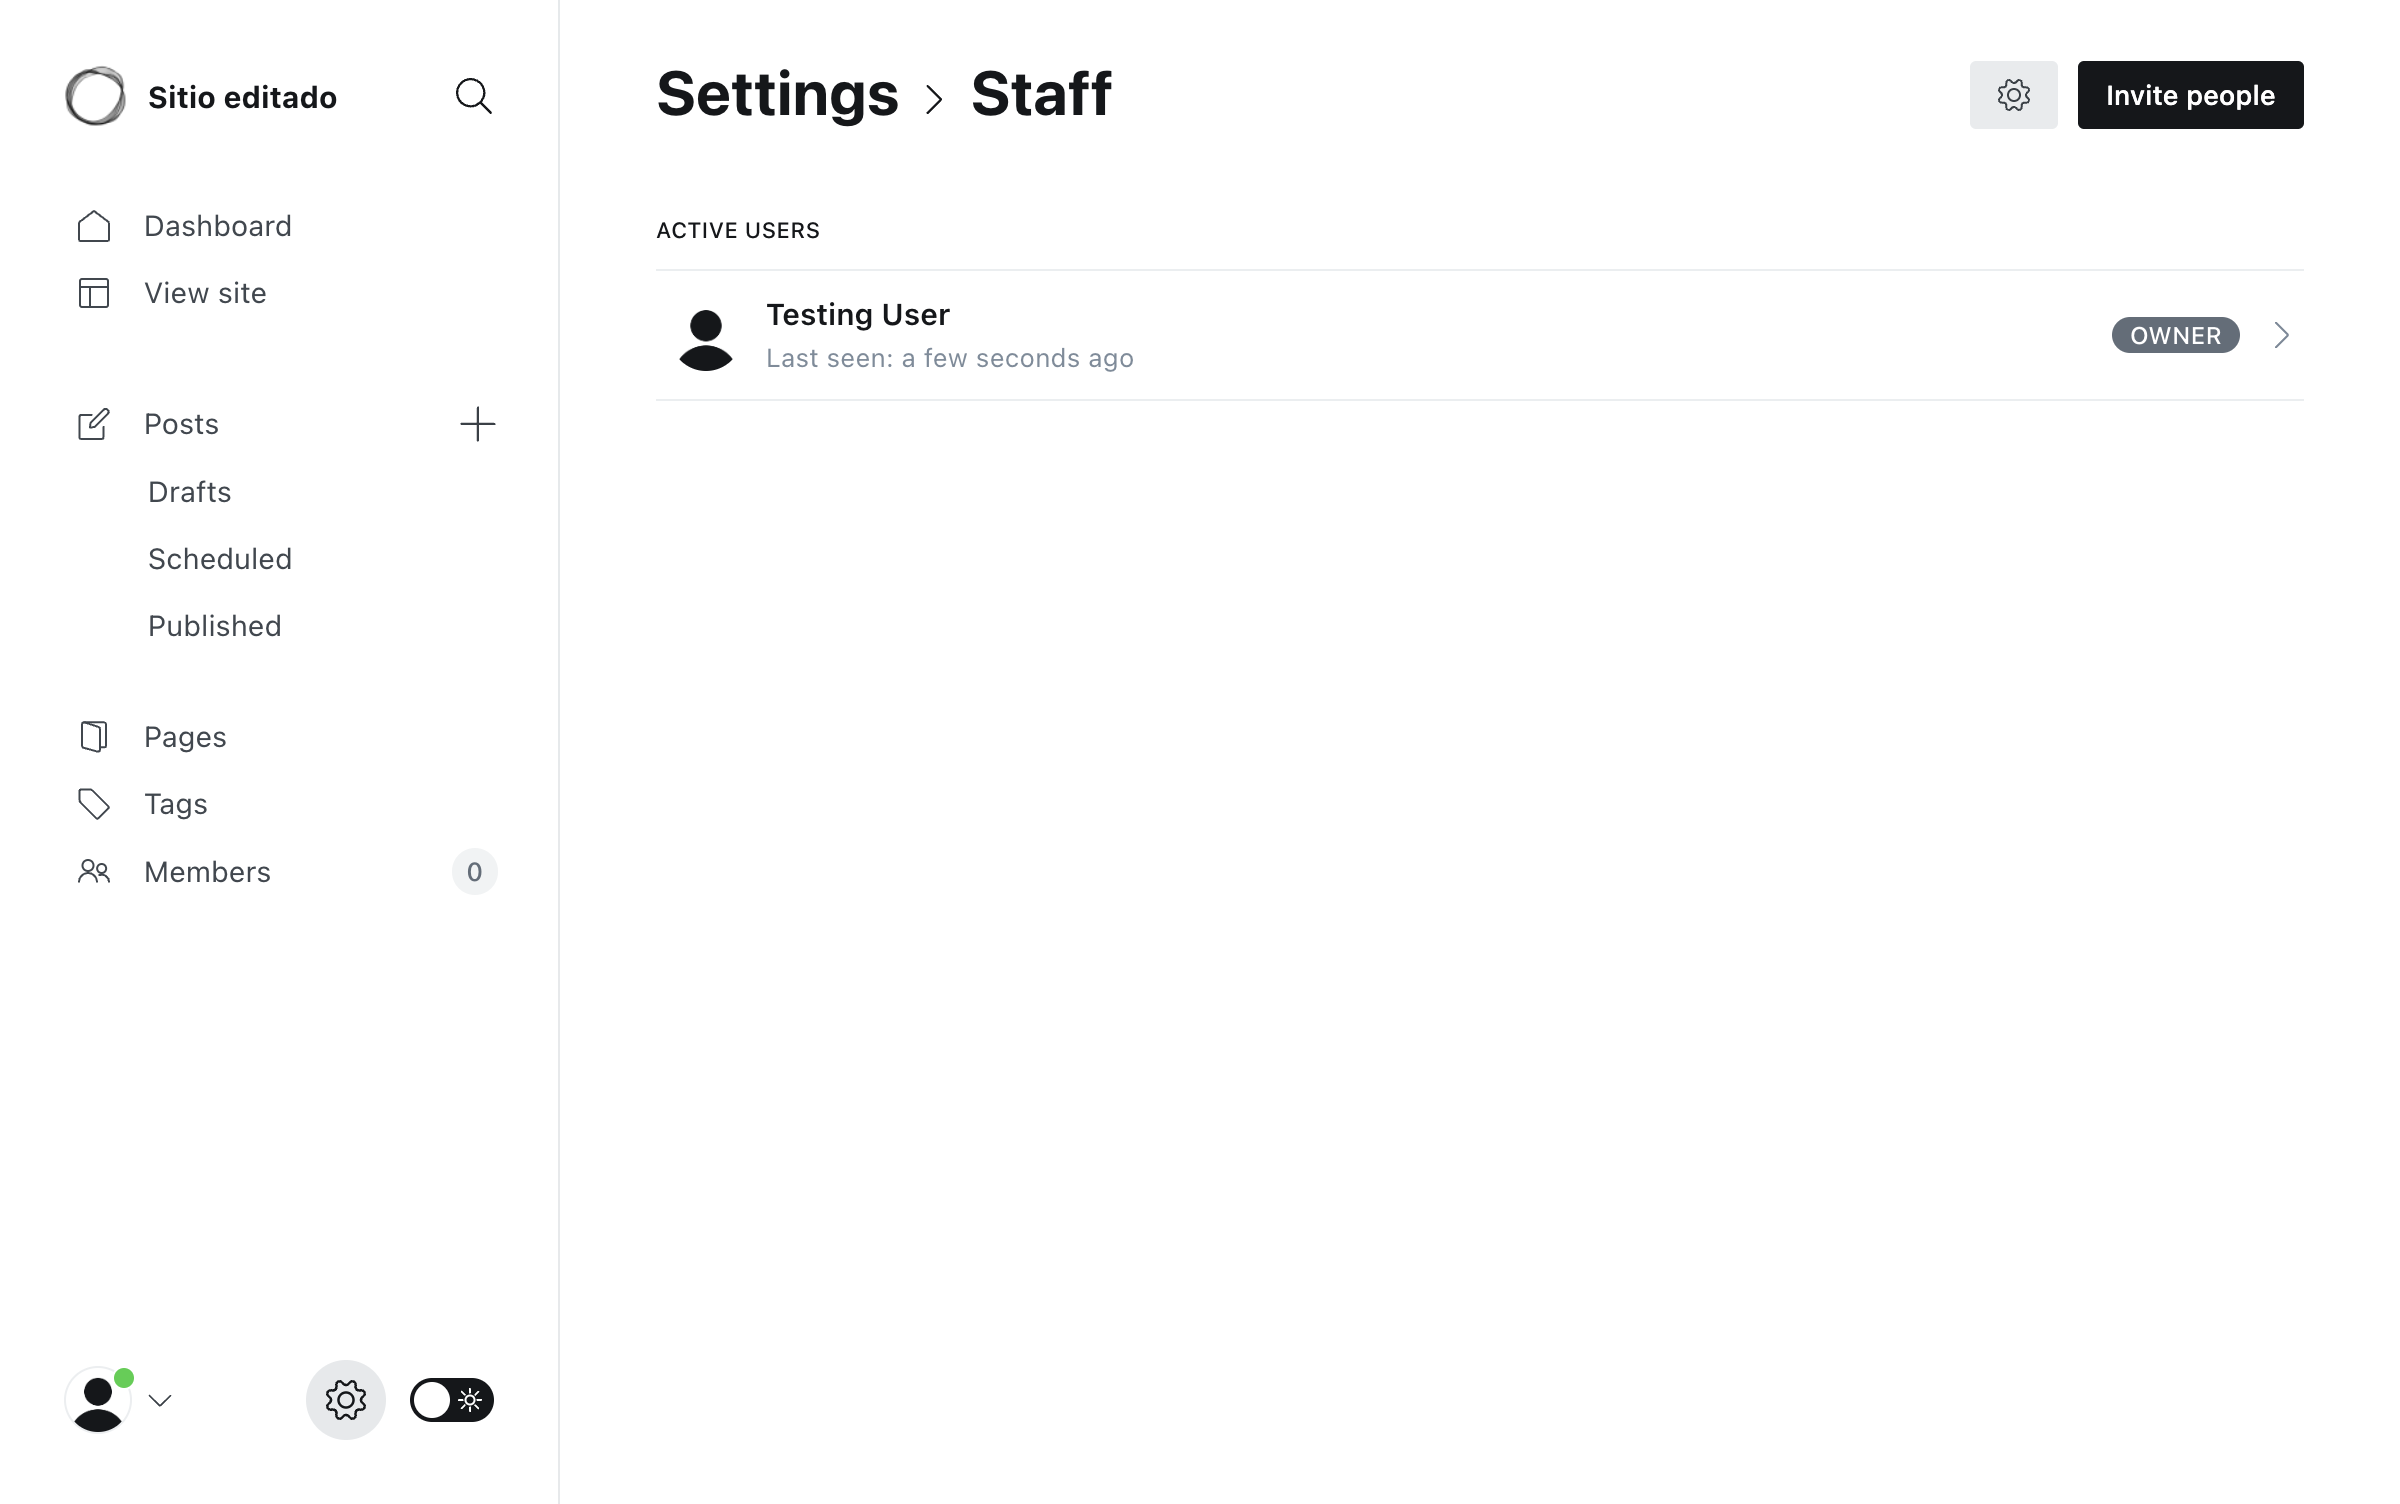 Sitio editado
Dashboard
View site
Posts
Drafts
Scheduled
Published
Pages
Tags
Members 0
Settings Staff
Invite people
ACTIVE USERS
Testing User
Last seen: a few seconds ago
OWNER